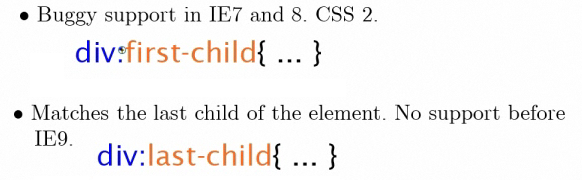 • Buggy support in IE7 and 8. CSS 2.
div:first-child{ ... }
• Matches the last child of the element. No support before
IE9.
div:last-child{ ... }